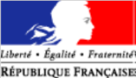 Liberté • Égalité • Fraternité
RÉPUBLIQUE FRANÇAISE